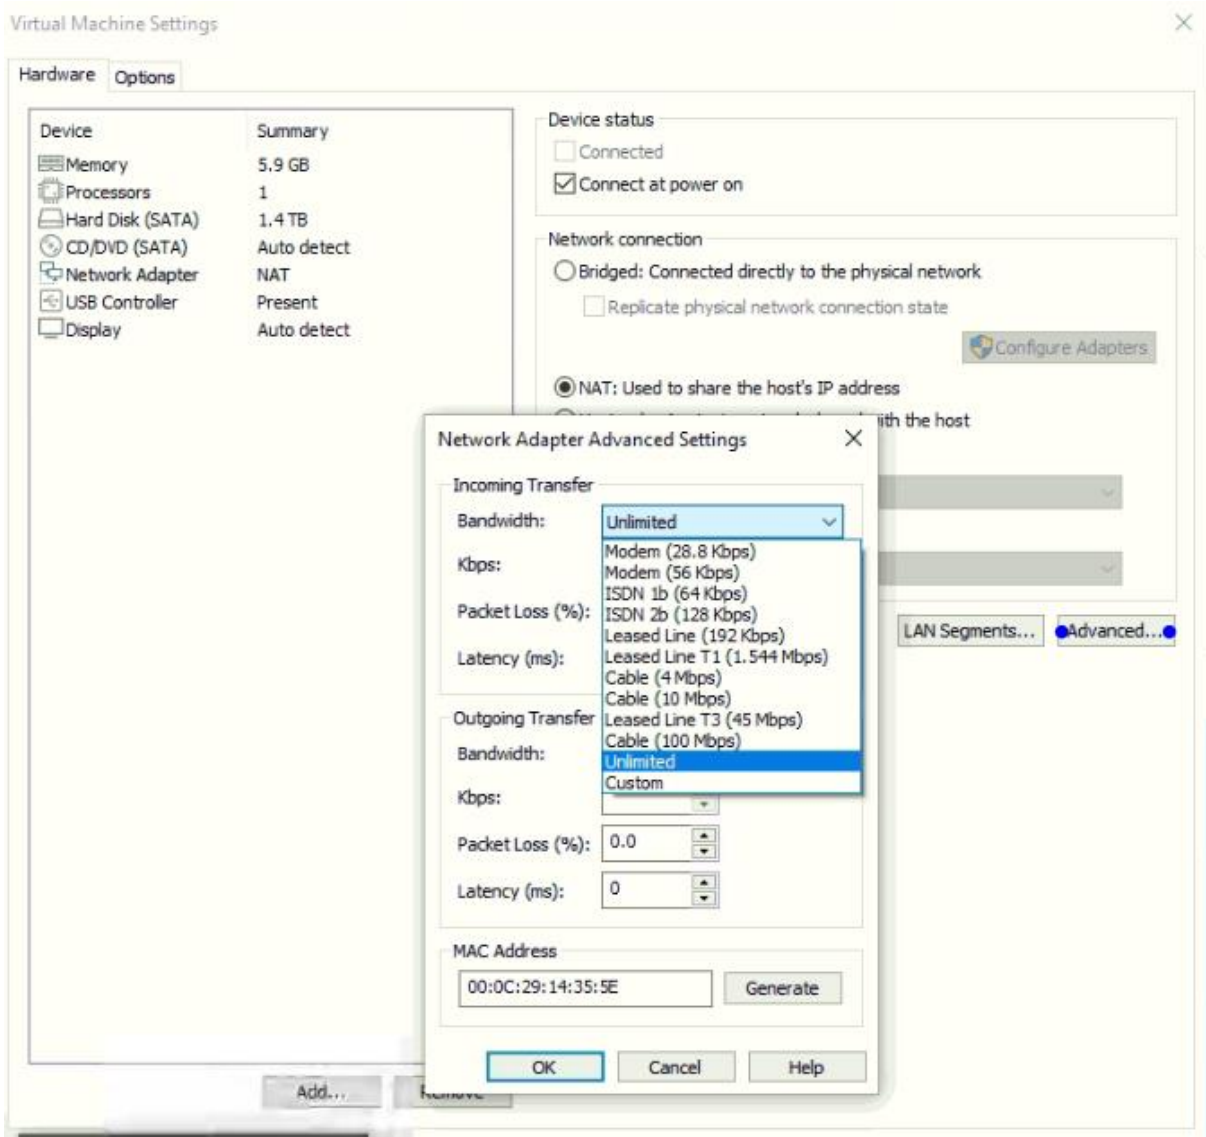 Virtual Machine Settings
Hardware Options
Device Summary
Memory 5.9 GB
Processors 1
Hard Disk (SATA) 1.4 TB
CD/DVD (SATA) Auto detect
Network Adapter NAT
USB Controller Present
Display Auto detect
Add...
Device status
Connected
Connect at power on
Network connection
Bridged: Connected directly to the physical network
Replicate physical network connection state
Configure Adapters
NAT: Used to share the host's IP address
with the host
LAN Segments... Advanced...
Network Adapter Advanced Settings
Incoming Transfer
Bandwidth: Unlimited
Modem (28.8 Kbps)
Modem (56 Kbps)
ISDN 1b (64 Kbps)
ISDN 2b (128 Kbps)
Leased Line (192 Kbps)
Leased Line T1 (1.544 Mbps)
Cable (4 Mbps)
Cable (10 Mbps)
Leased Line T3 (45 Mbps)
Cable (100 Mbps)
Unlimited
Custom
Kbps:
Packet Loss (%):
Latency (ms):
Outgoing Transfer
Bandwidth:
Kbps:
Packet Loss (%): 0.0
Latency (ms): 0
MAC Address
00:0C:29:14:35:5E Generate
OK Cancel Help